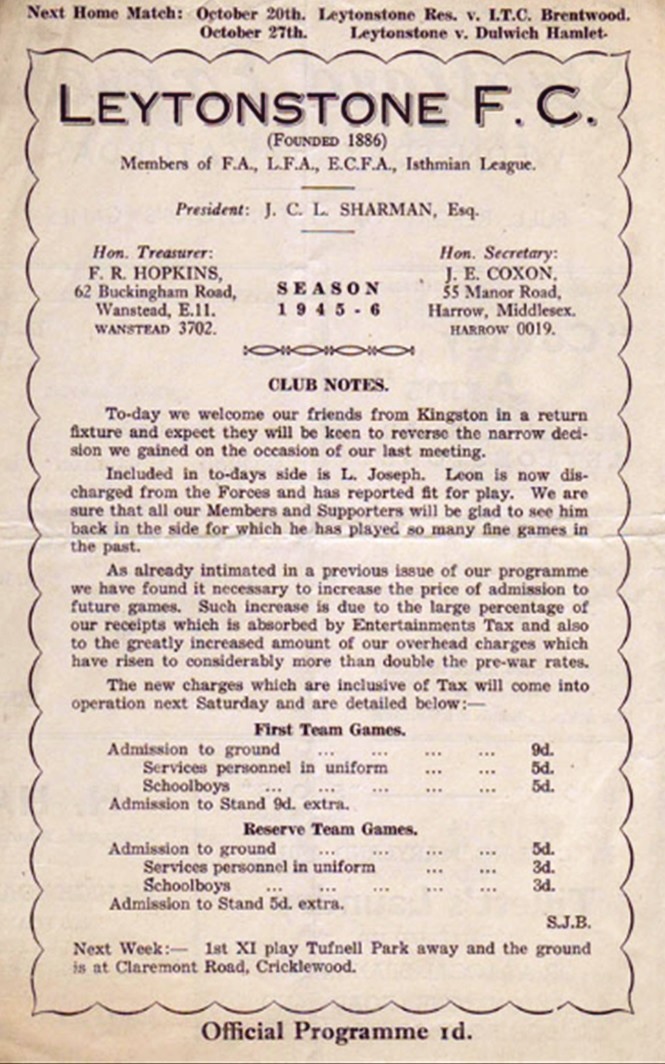 Next Home Match: October 20th. Leytonstone Res. v. I.T.C. Brentwood.
October 27th. Leytonstone v. Dulwich Hamlet.
LEYTONSTONE F.C.
(FOUNDED 1886)
Members of F.A., L.F.A., E.C.F.A., Isthmian League.
President: J. C. L. SHARMAN, Esq.
Hon. Treasurer:
F. R. HOPKINS,
62 Buckingham Road,
Wanstead, E.11.
WANSTEAD 3702.
SEASON
1945-6
Hon. Secretary:
J. E. COXON,
55 Manor Road,
Harrow, Middlesex.
HARROW 0019.
CLUB NOTES.
To-day we welcome our friends from Kingston in a return
fixture and expect they will be keen to reverse the narrow deci-
sion we gained on the occasion of our last meeting.
Included in to-days side is L. Joseph. Leon is now dis-
charged from the Forces and has reported fit for play. We are
sure that all our Members and Supporters will be glad to see him
back in the side for which he has played so many fine games in
the past.
As already intimated in a previous issue of our programme
we have found it necessary to increase the price of admission to
future games. Such increase is due to the large percentage of
our receipts which is absorbed by Entertainments Tax and also
to the greatly increased amount of our overhead charges which
have risen to considerably more than double the pre-war rates.
The new charges which are inclusive of Tax will come into
operation next Saturday and are detailed below:—
First Team Games.
Admission to ground ... ... ... ... 9d.
Services personnel in uniform ... ... 5d.
Schoolboys ... ... ... ... ... 5d.
Admission to Stand 9d. extra.
Reserve Team Games.
Admission to ground ... ... ... ... 5d.
Services personnel in uniform ... ... 3d.
Schoolboys ... ... ... ... ... 3d.
Admission to Stand 5d. extra.
S.J.B.
Next Week:— 1st XI play Tufnell Park away and the ground
is at Claremont Road, Cricklewood.
Official Programme 1d.